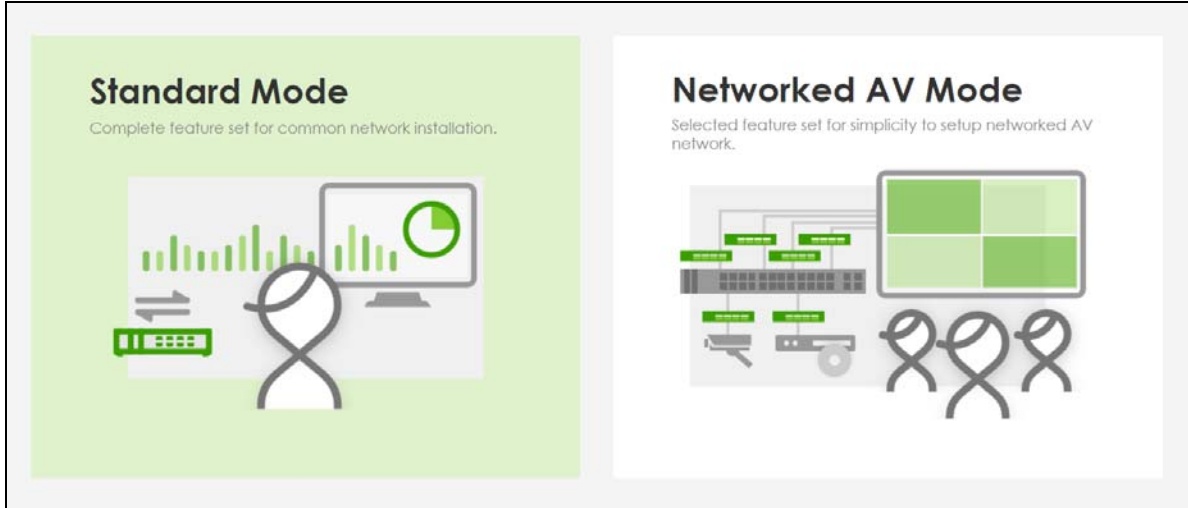 Standard Mode
Complete feature set for common network installation.
Networked AV Mode
Selected feature set for simplicity to setup networked AV
network.